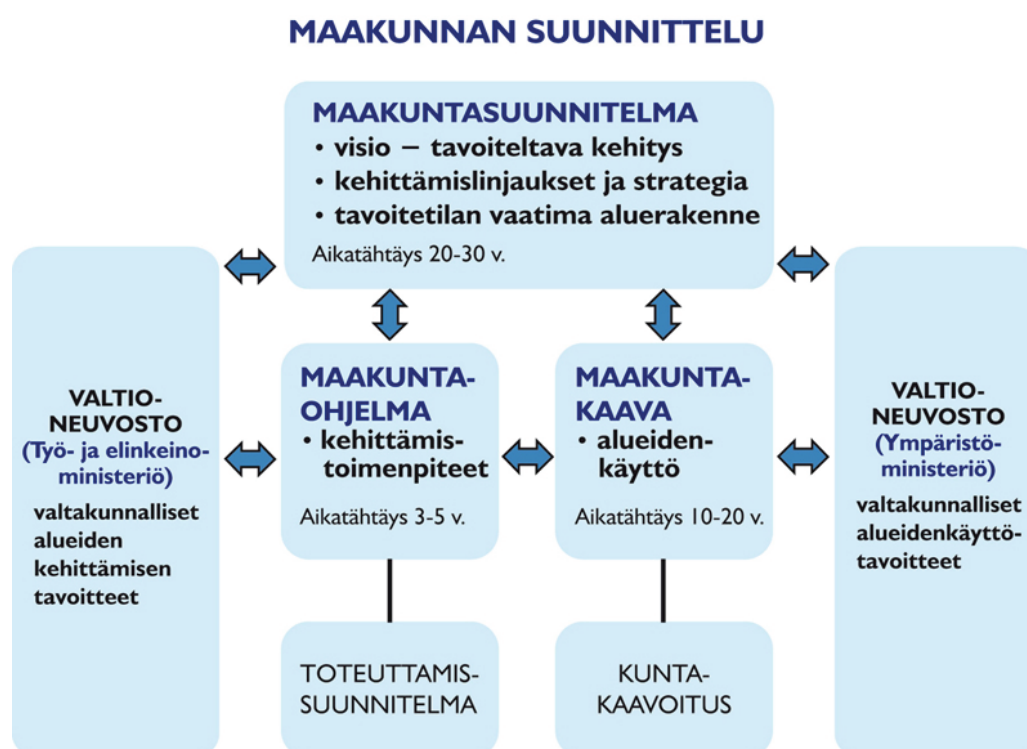 MAAKUNNAN SUUNNITTELU
MAAKUNTASUUNNITELMA
• visio – tavoiteltava kehitys
• kehittämislinjaukset ja strategia
• tavoitetilan vaatima aluerakenne
Aikatähtäys 20-30 v.
VALTIO-
NEUVOSTO
(Työ- ja elinkeino-
ministeriö)
valtakunnalliset
alueiden
kehittämisen
tavoitteet
MAAKUNTA-
OHJELMA
• kehittämis-
toimenpiteet
Aikatähtäys 3-5 v.
MAAKUNTA-
KAAVA
• alueiden-
käyttö
Aikatähtäys 10-20 v.
VALTIO-
NEUVOSTO
(Ympäristö-
ministeriö)
valtakunnalliset
alueidenkäyttö-
tavoitteet
TOTEUTTAMIS-
SUUNNITELMA
KUNTA-
KAAVOITUS